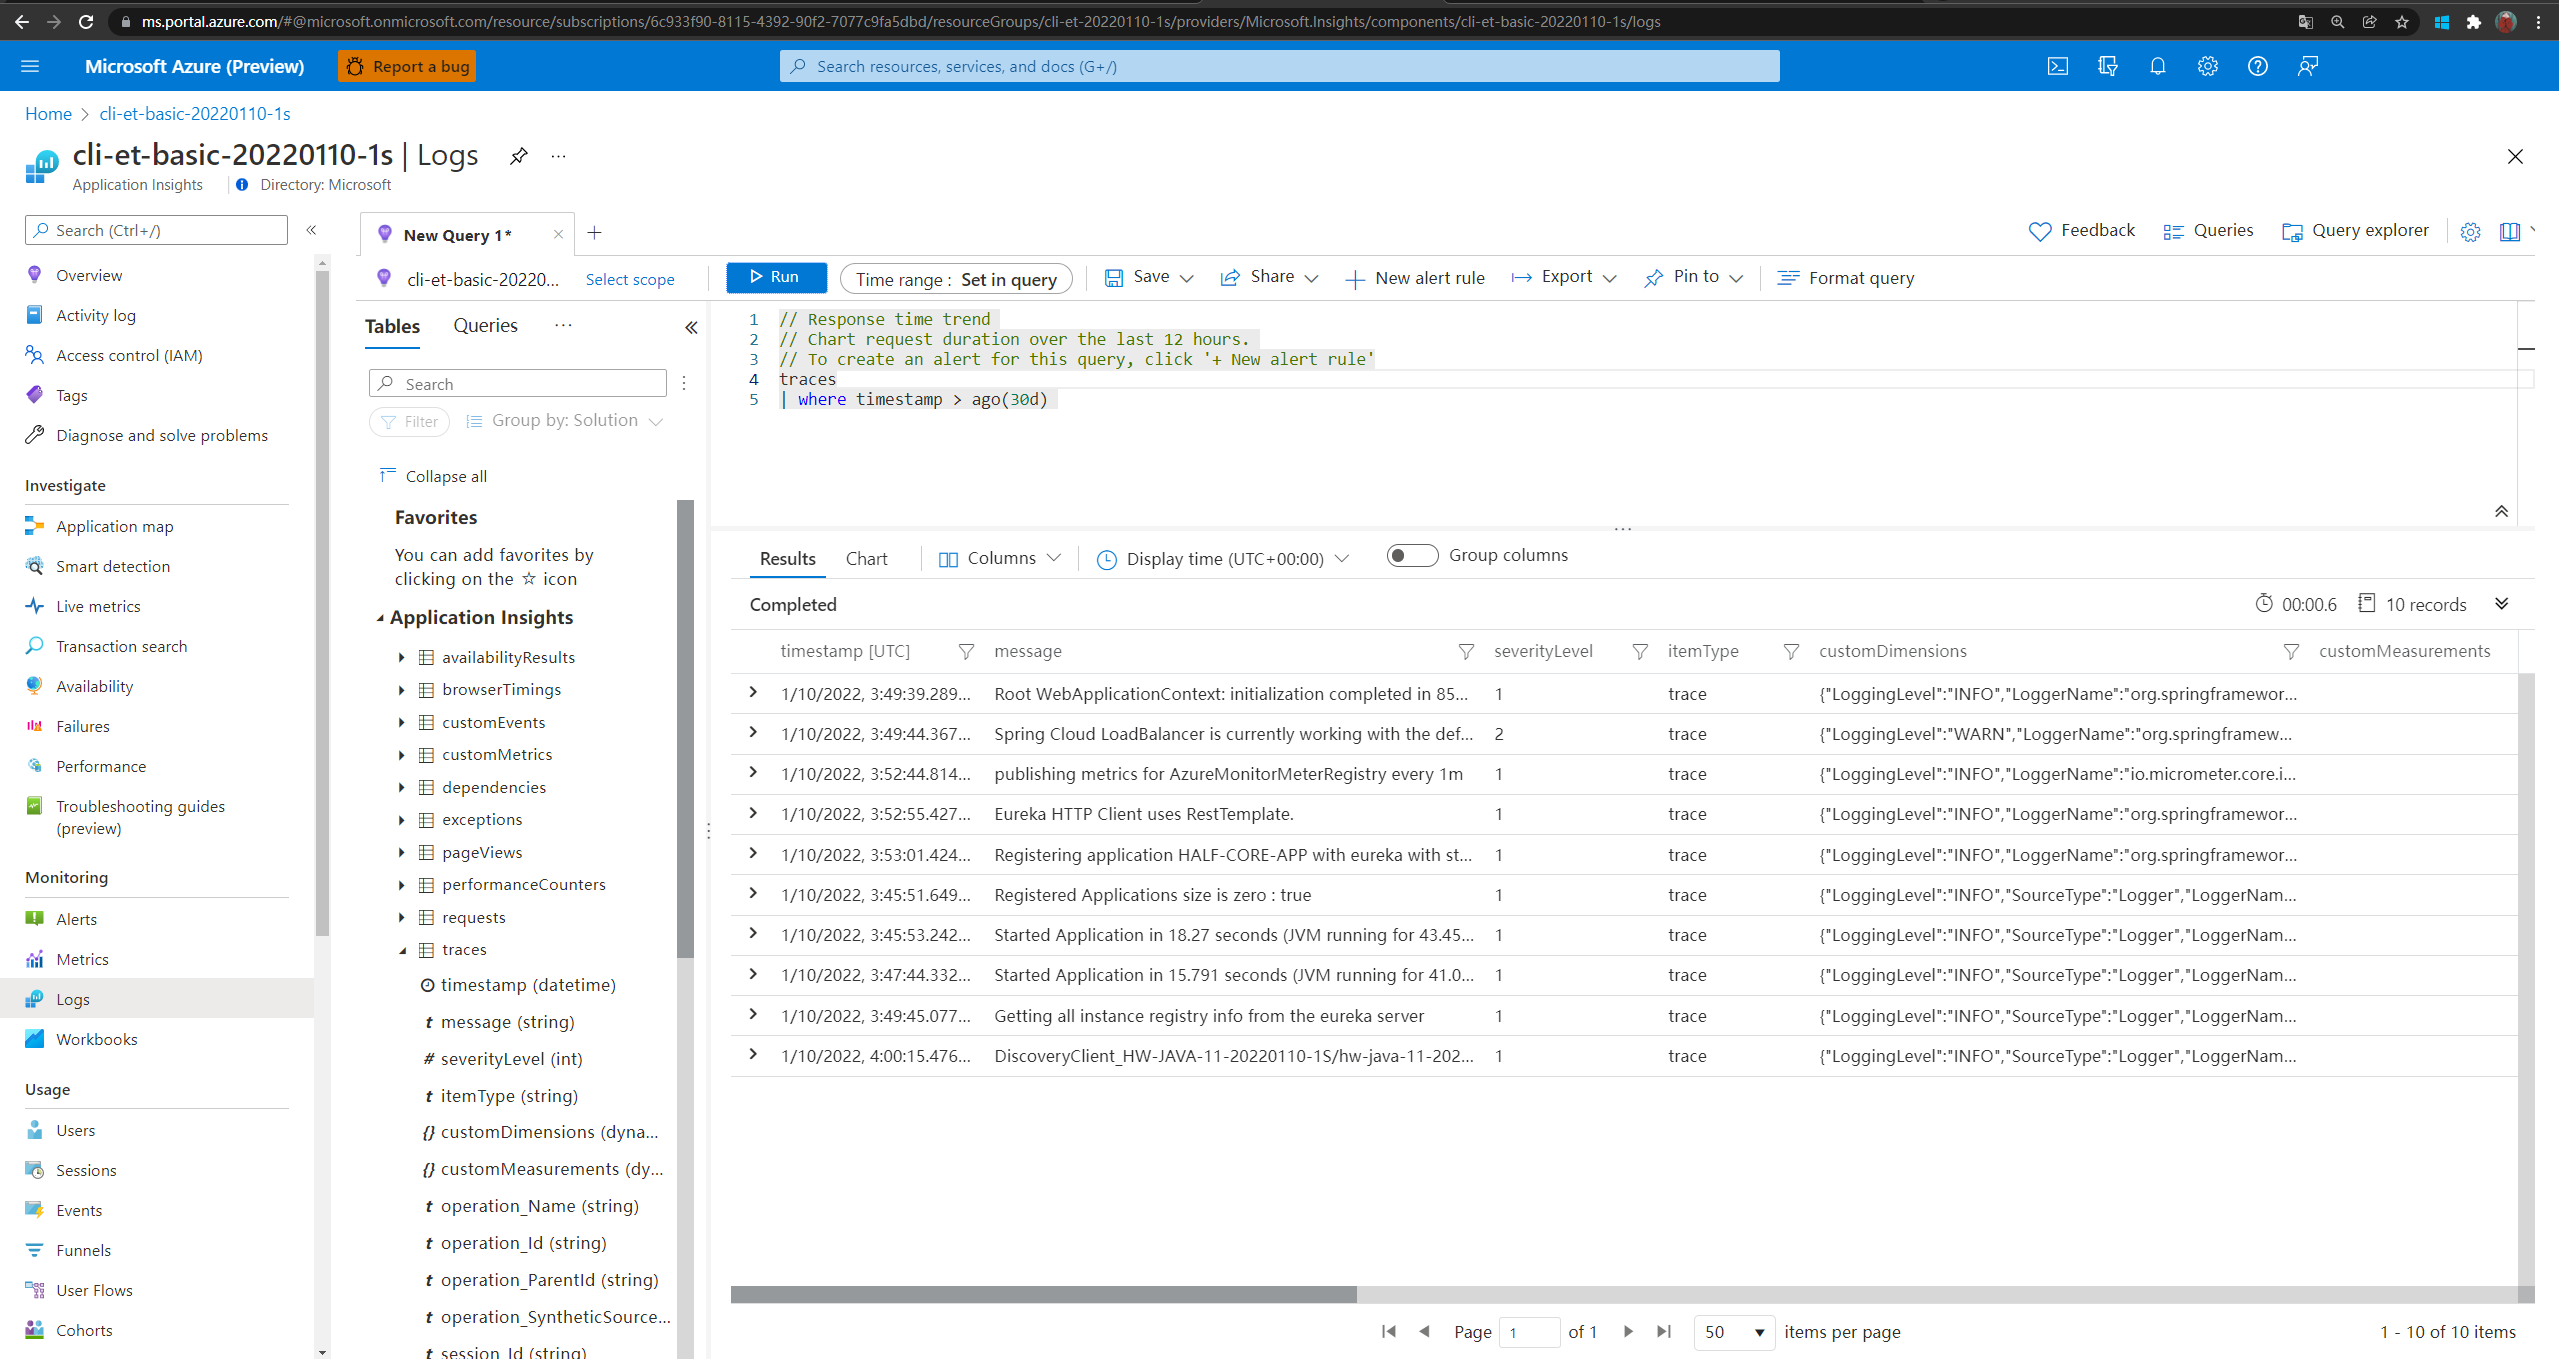 ms.portal.azure.com/#@microsoft.onmicrosoft.com/resource/subscriptions/6c933f90-8115-4392-90f2-7077c9fa5dbd/resourceGroups/cli-et-20220110-1s/providers/Microsoft.Insights/components/cli-et-basic-20220110-1s/logs
Microsoft Azure (Preview)
Report a bug
Search resources, services, and docs (G+/)
Home > cli-et-basic-20220110-1s
cli-et-basic-20220110-1s | Logs
Application Insights
Directory: Microsoft
Search (Ctrl+/)
Overview
Activity log
Access control (IAM)
Tags
Diagnose and solve problems
Investigate
Application map
Smart detection
Live metrics
Transaction search
Availability
Failures
Performance
Troubleshooting guides
(preview)
Monitoring
Alerts
Metrics
Logs
Workbooks
Usage
Users
Sessions
Events
Funnels
User Flows
Cohorts
New Query 1*
Feedback
Queries
Query explorer
cli-et-basic-20220...
Select scope
Run
Time range : Set in query
Save
Share
New alert rule
Export
Pin to
Format query
Tables
Queries
Search
Filter
Group by: Solution
Collapse all
Favorites
You can add favorites by
clicking on the ☆ icon
Application Insights
availabilityResults
browserTimings
customEvents
customMetrics
dependencies
exceptions
pageViews
performanceCounters
requests
traces
timestamp (datetime)
t message (string)
# severityLevel (int)
t itemType (string)
{} customDimensions (dyna...
{} customMeasurements (dy...
t operation_Name (string)
t operation_Id (string)
t operation_ParentId (string)
t operation_SyntheticSource...
t session_Id (string)
1 // Response time trend
2 // Chart request duration over the last 12 hours.
3 // To create an alert for this query, click '+ New alert rule'
4 traces
5 | where timestamp > ago(30d)
Results
Chart
Columns
Display time (UTC+00:00)
Group columns
Completed
00:00.6
10 records
timestamp [UTC] message severityLevel itemType customDimensions customMeasurements
1/10/2022, 3:49:39.289... Root WebApplicationContext: initialization completed in 85... 1 trace {"LoggingLevel":"INFO","LoggerName":"org.springframewor...
1/10/2022, 3:49:44.367... Spring Cloud LoadBalancer is currently working with the def... 2 trace {"LoggingLevel":"WARN","LoggerName":"org.springframew...
1/10/2022, 3:52:44.814... publishing metrics for AzureMonitorMeterRegistry every 1m 1 trace {"LoggingLevel":"INFO","LoggerName":"io.micrometer.core.i...
1/10/2022, 3:52:55.427... Eureka HTTP Client uses RestTemplate. 1 trace {"LoggingLevel":"INFO","LoggerName":"org.springframewor...
1/10/2022, 3:53:01.424... Registering application HALF-CORE-APP with eureka with st... 1 trace {"LoggingLevel":"INFO","LoggerName":"org.springframewor...
1/10/2022, 3:45:51.649... Registered Applications size is zero : true 1 trace {"LoggingLevel":"INFO","SourceType":"Logger","LoggerNam...
1/10/2022, 3:45:53.242... Started Application in 18.27 seconds (JVM running for 43.45... 1 trace {"LoggingLevel":"INFO","SourceType":"Logger","LoggerNam...
1/10/2022, 3:47:44.332... Started Application in 15.791 seconds (JVM running for 41.0... 1 trace {"LoggingLevel":"INFO","SourceType":"Logger","LoggerNam...
1/10/2022, 3:49:45.077... Getting all instance registry info from the eureka server 1 trace {"LoggingLevel":"INFO","SourceType":"Logger","LoggerNam...
1/10/2022, 4:00:15.476... DiscoveryClient_HW-JAVA-11-20220110-1S/hw-java-11-202... 1 trace {"LoggingLevel":"INFO","SourceType":"Logger","LoggerNam...
Page 1 of 1
50 items per page
1 - 10 of 10 items